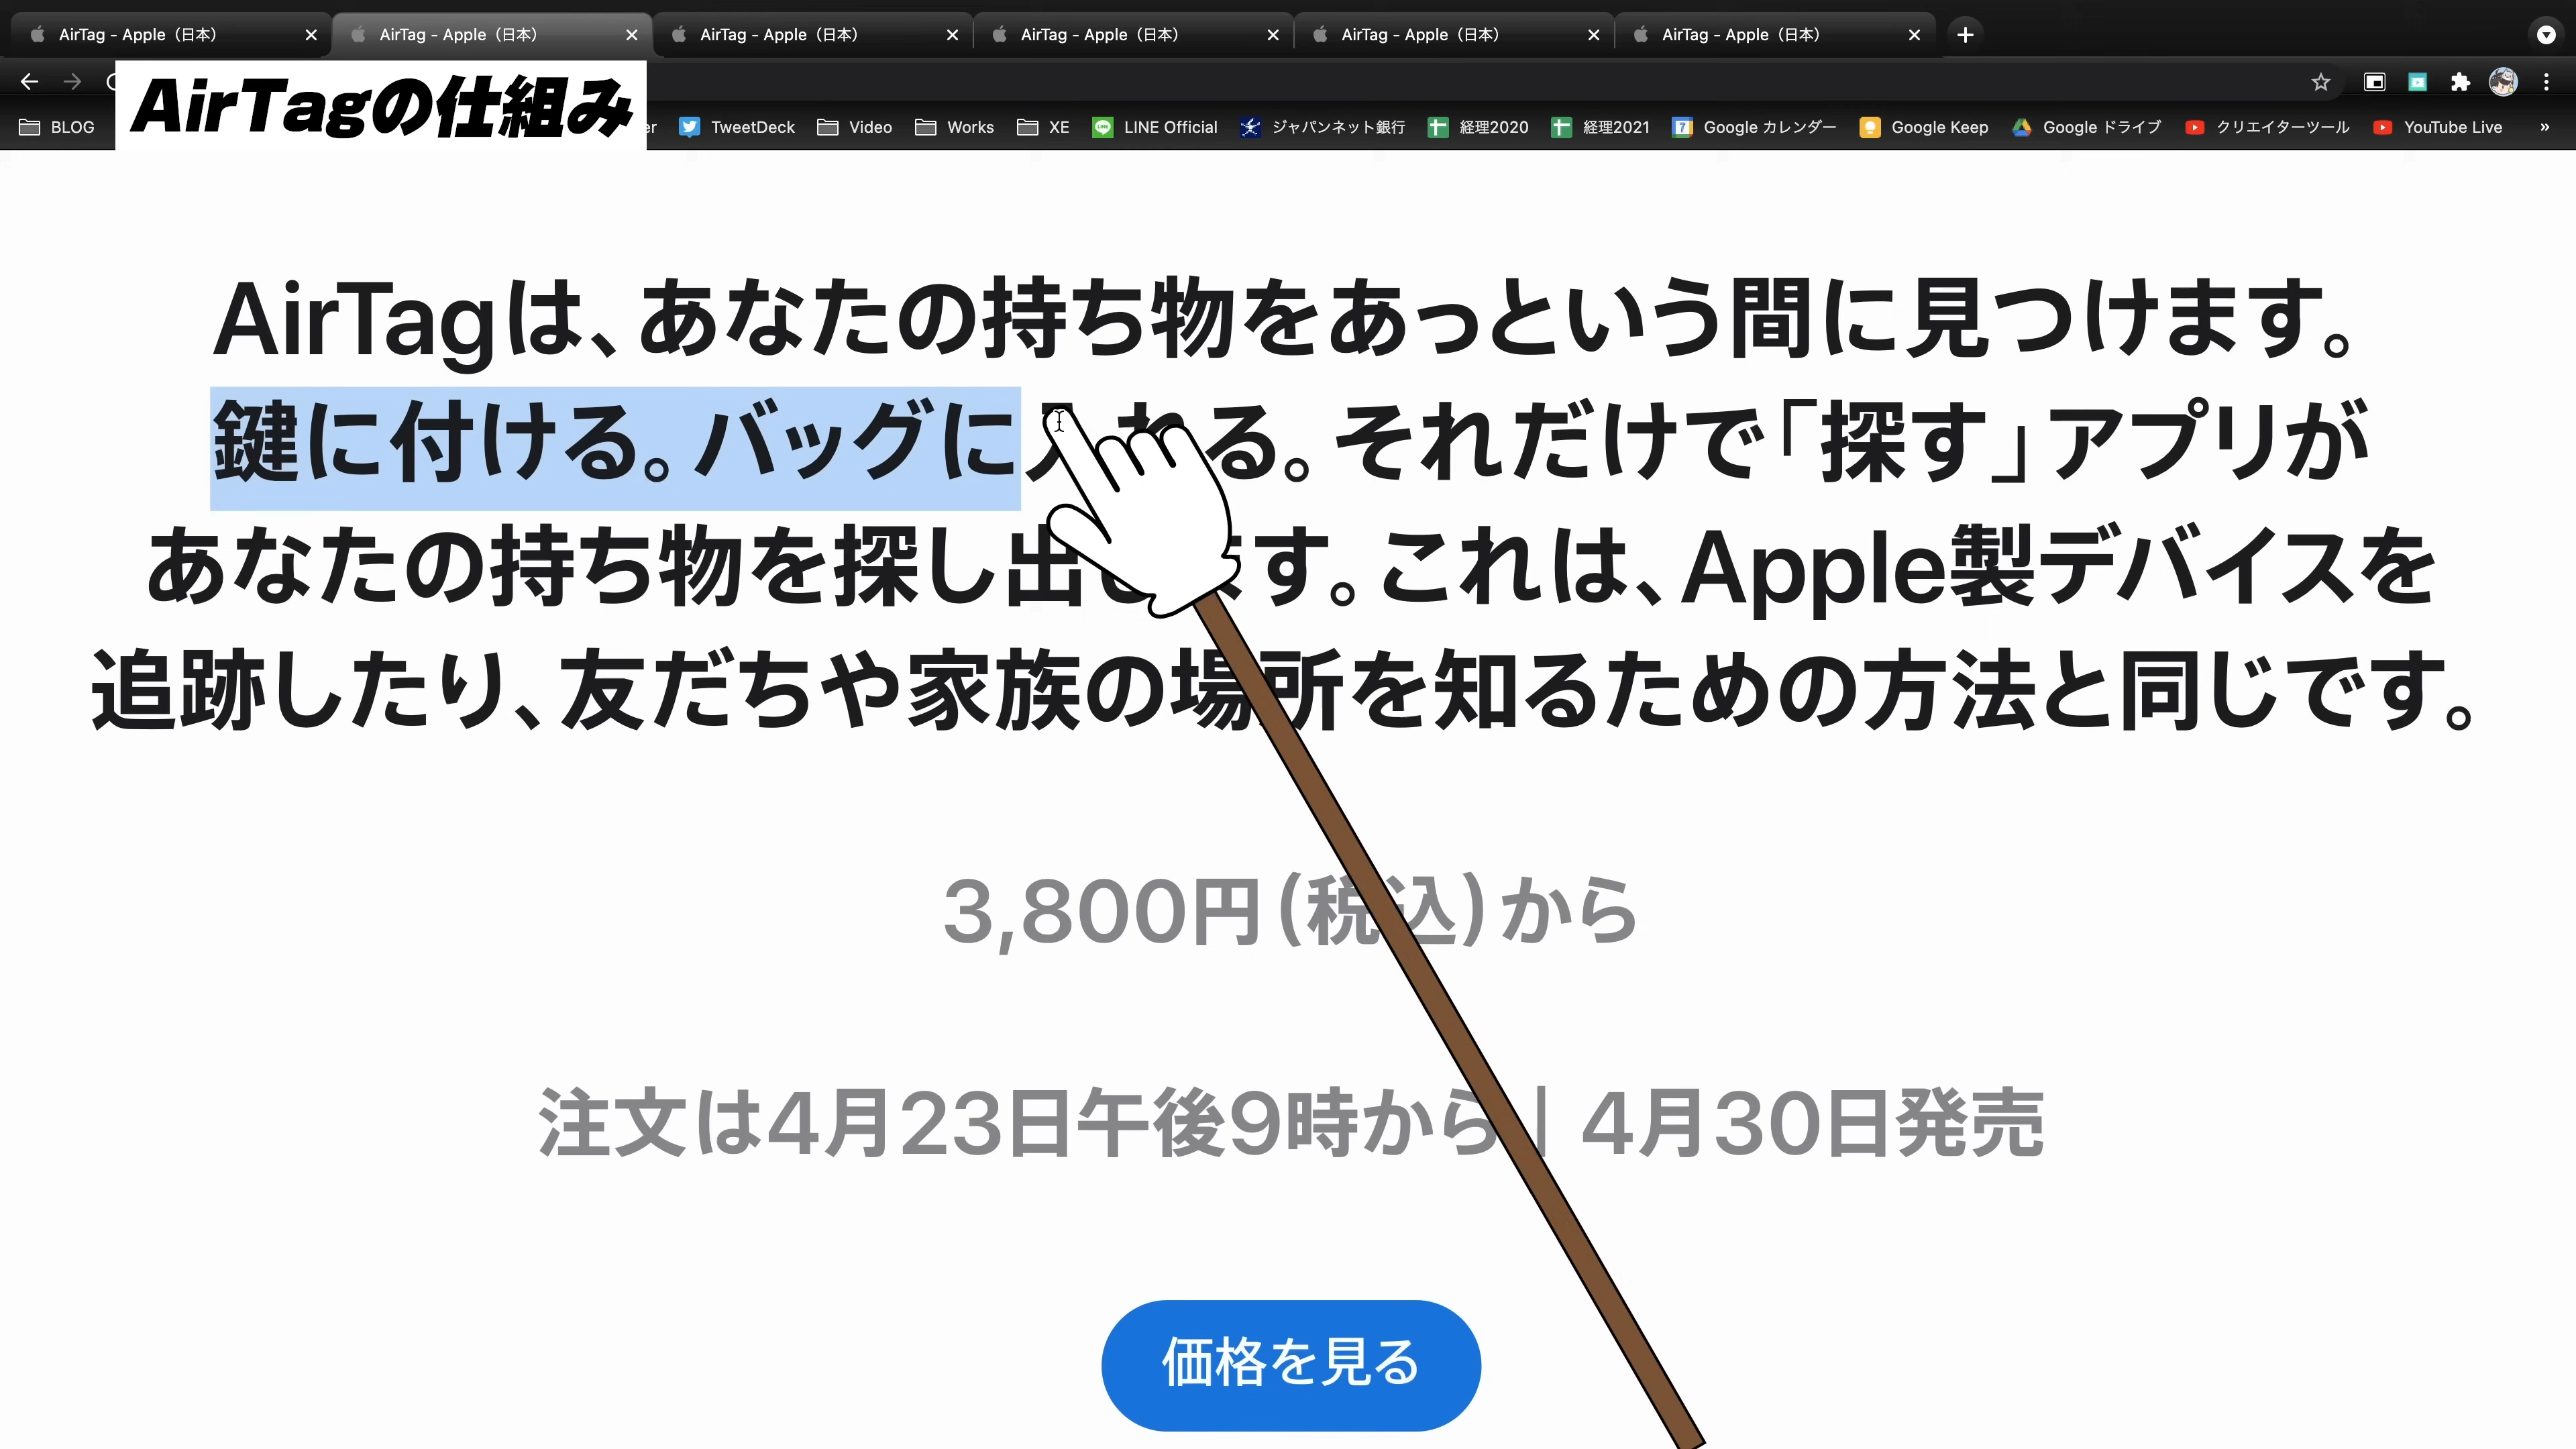 AirTag - Apple（日本）
AirTag - Apple（日本）
AirTag - Apple（日本）
AirTag - Apple（日本）
AirTag - Apple（日本）
AirTag - Apple（日本）
AirTagの仕組み
BLOG er TweetDeck Video Works XE LINE Official ジャパンネット銀行 経理2020 経理2021 Google カレンダー Google Keep Google ドライブ クリエイターツール YouTube Live »
AirTagは、あなたの持ち物をあっという間に見つけます。
鍵に付ける。バッグに入れる。それだけで「探す」アプリが
あなたの持ち物を探し出します。これは、Apple製デバイスを
追跡したり、友だちや家族の場所を知るための方法と同じです。
3,800円（税込）から
注文は4月23日午後9時から｜4月30日発売
価格を見る